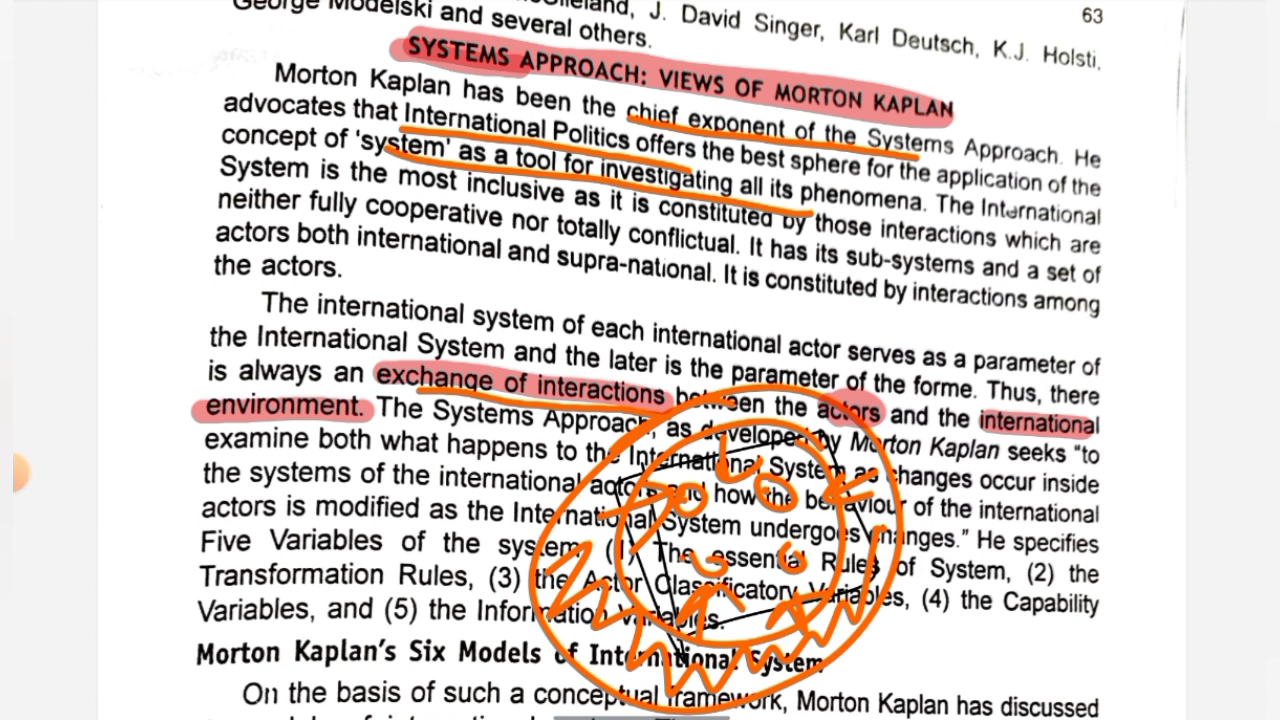 63
George Modelski and several others. J. David Singer, Karl Deutsch, K.J. Holsti,
SYSTEMS APPROACH: VIEWS OF MORTON KAPLAN
Morton Kaplan has been the chief exponent of the Systems Approach. He
advocates that International Politics offers the best sphere for the application of the
concept of 'system' as a tool for investigating all its phenomena. The International
System is the most inclusive as it is constituted by those interactions which are
neither fully cooperative nor totally conflictual. It has its sub-systems and a set of
actors both international and supra-national. It is constituted by interactions among
the actors.
The international system of each international actor serves as a parameter of
the International System and the later is the parameter of the forme. Thus, there
is always an exchange of interactions between the actors and the international
environment. The Systems Approach, as developed by Morton Kaplan seeks "to
examine both what happens to the International System as changes occur inside
the systems of the international actors and how the behaviour of the international
actors is modified as the International System undergoes changes." He specifies
Five Variables of the system, (1) The essential Rules of System, (2) the
Transformation Rules, (3) the Actor Classificatory Variables, (4) the Capability
Variables, and (5) the Information Variables.
Morton Kaplan's Six Models of International System
On the basis of such a conceptual framework, Morton Kaplan has discussed